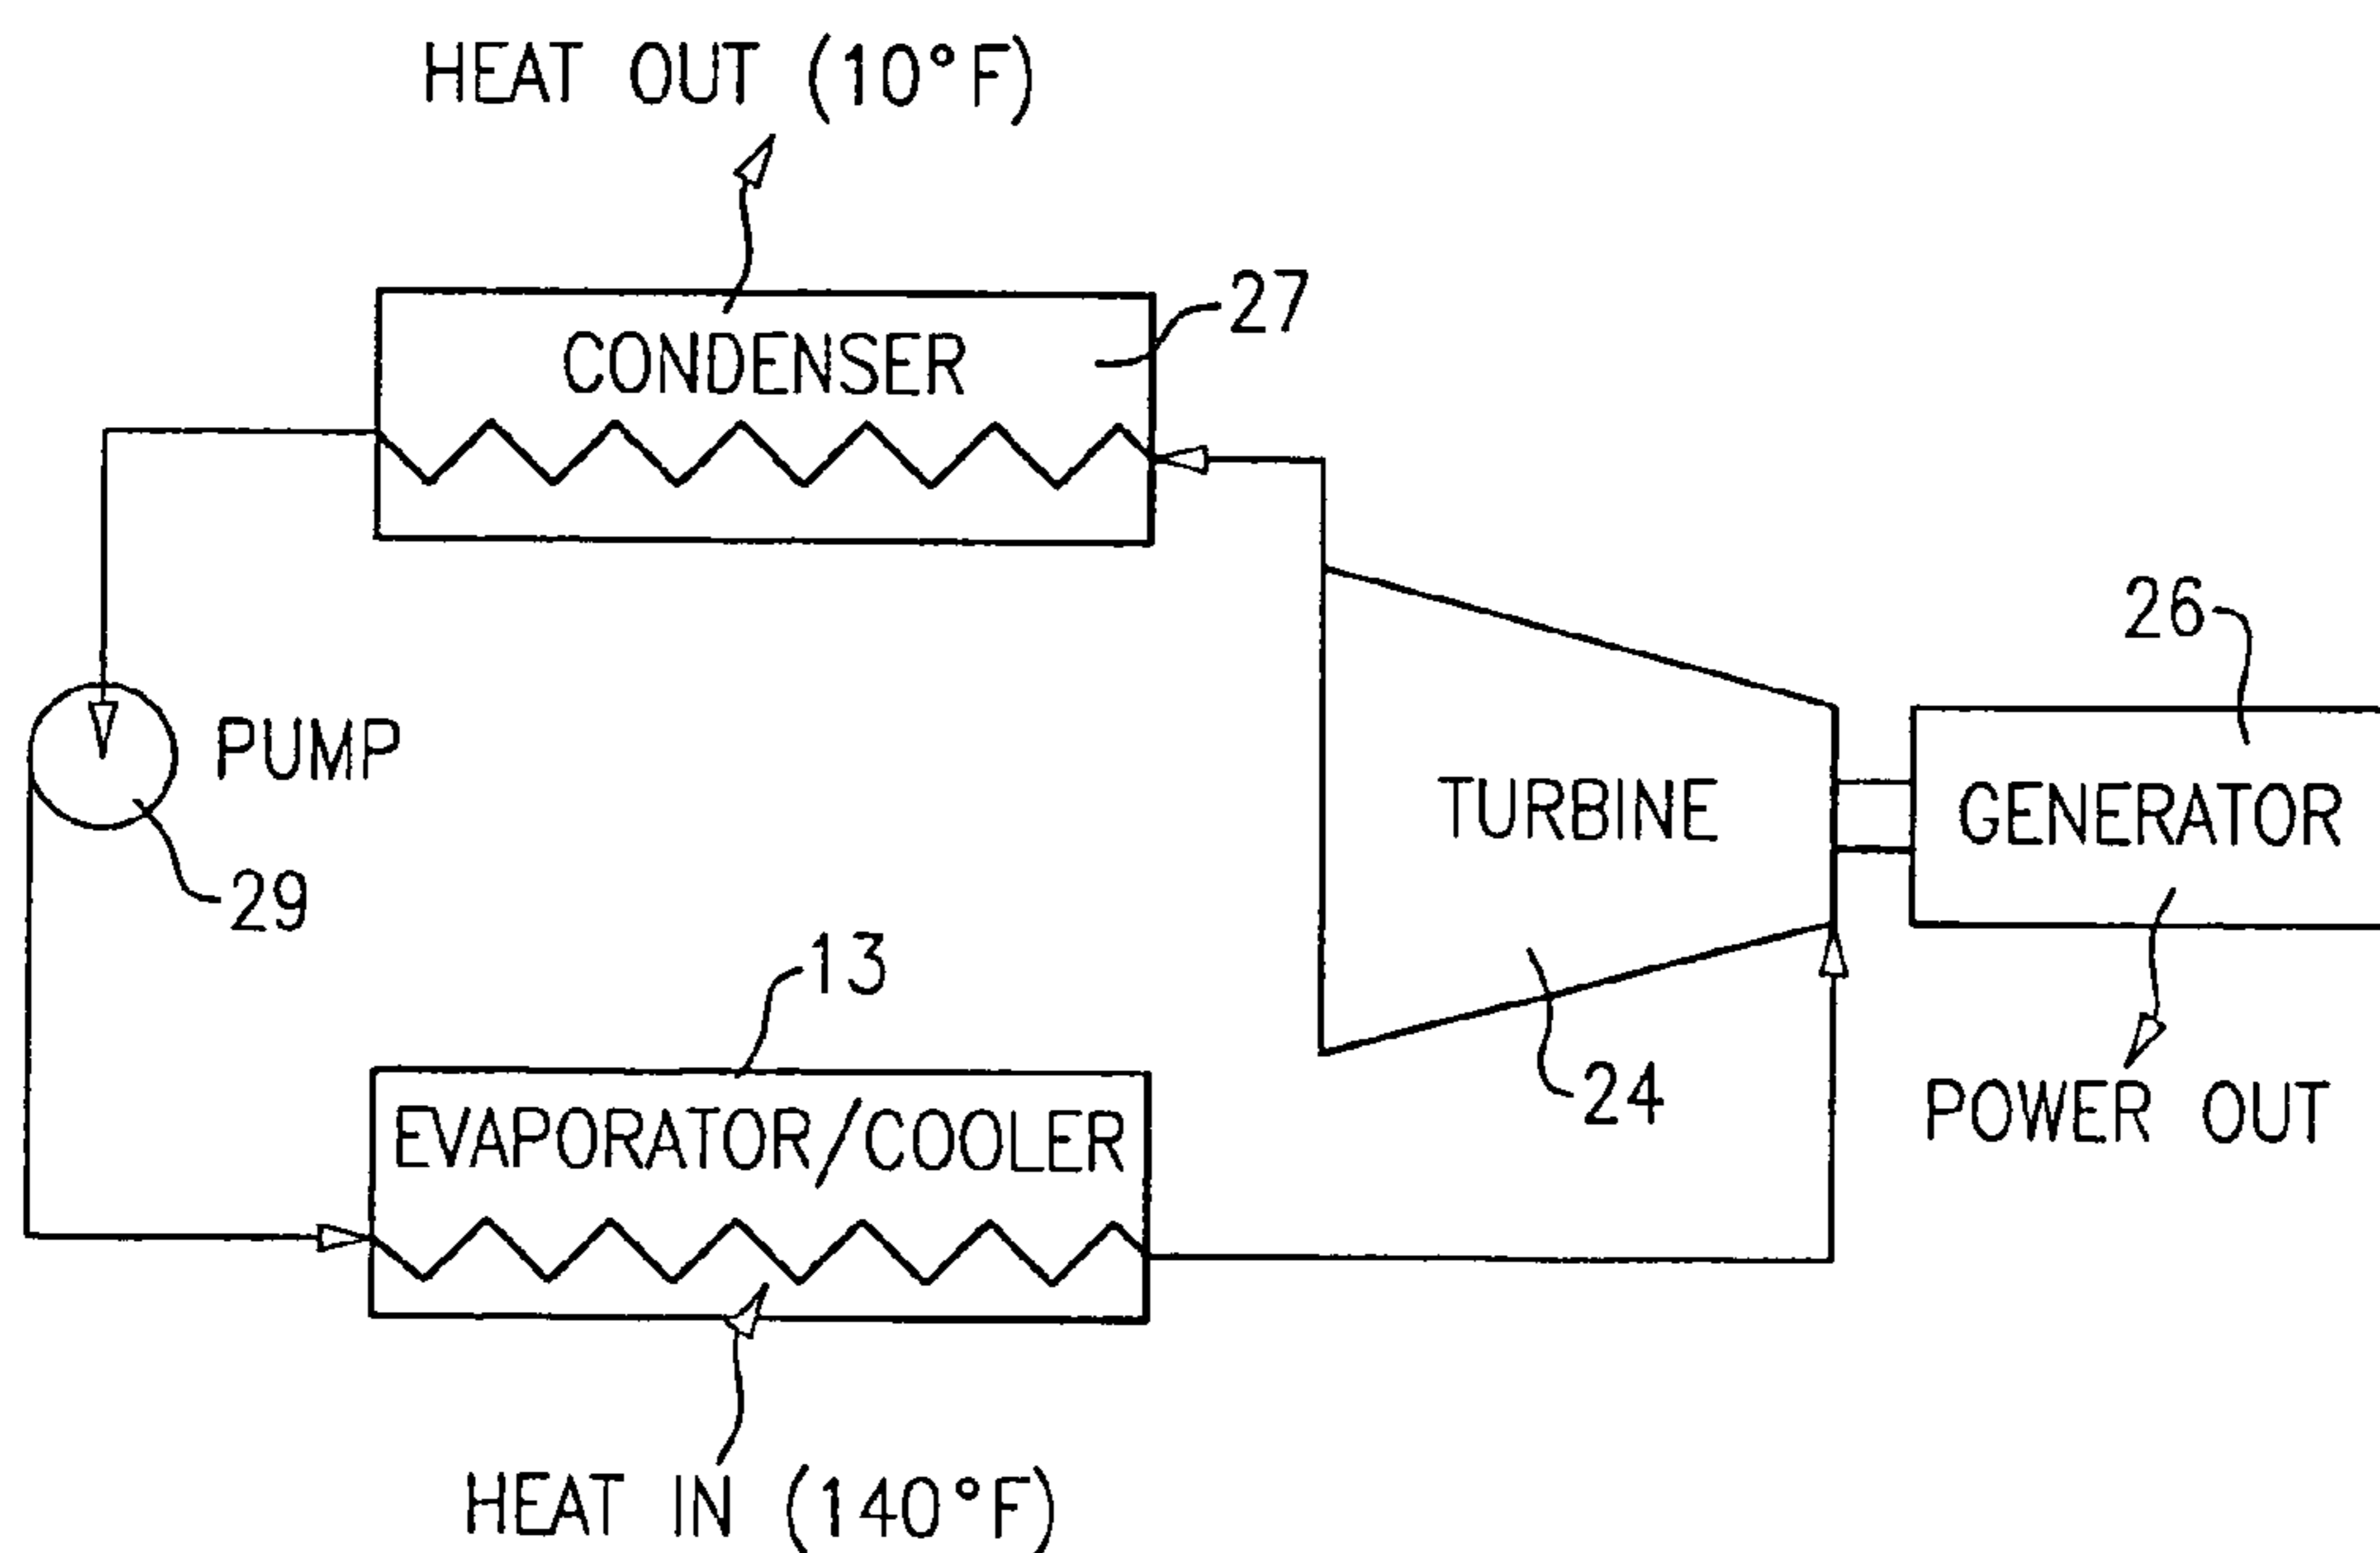 HEAT OUT (10°F)
27
CONDENSER
26
PUMP
TURBINE
GENERATOR
29
13
24
POWER OUT
EVAPORATOR/COOLER
HEAT IN (140°F)